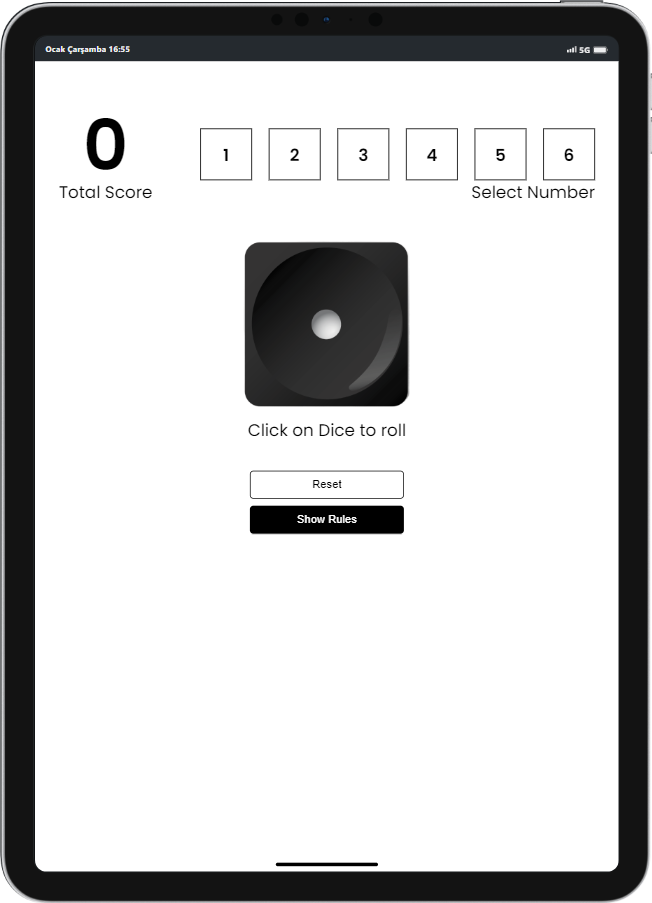 Ocak Çarşamba 16:55
5G
0
1 2 3 4 5 6
Total Score
Select Number
Click on Dice to roll
Reset
Show Rules